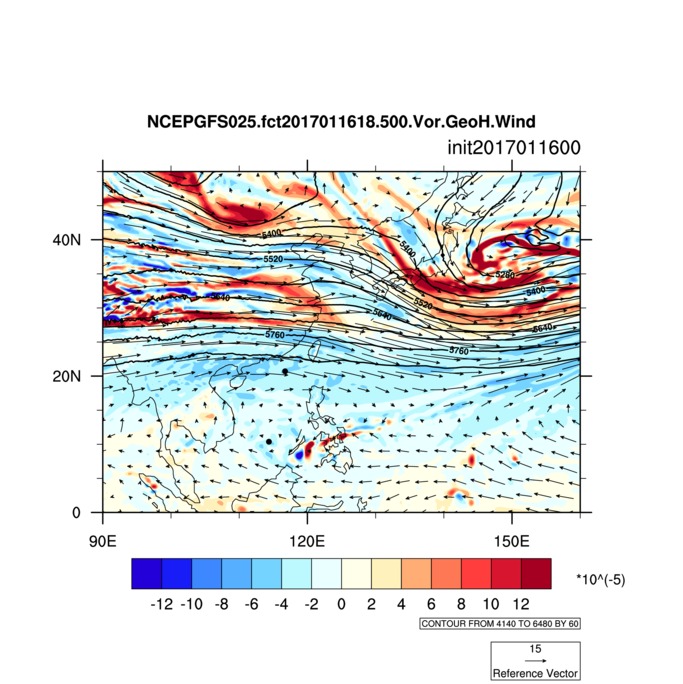 NCEPGFS025.fct2017011618.500.Vor.GeoH.Wind
init2017011600
40N
20N
0
90E 120E 150E
5400
5400
5520
5280
5640
5400
5520
5640
5640
5760
5760
-12 -10 -8 -6 -4 -2 0 2 4 6 8 10 12
*10^(-5)
CONTOUR FROM 4140 TO 6480 BY 60
15
Reference Vector